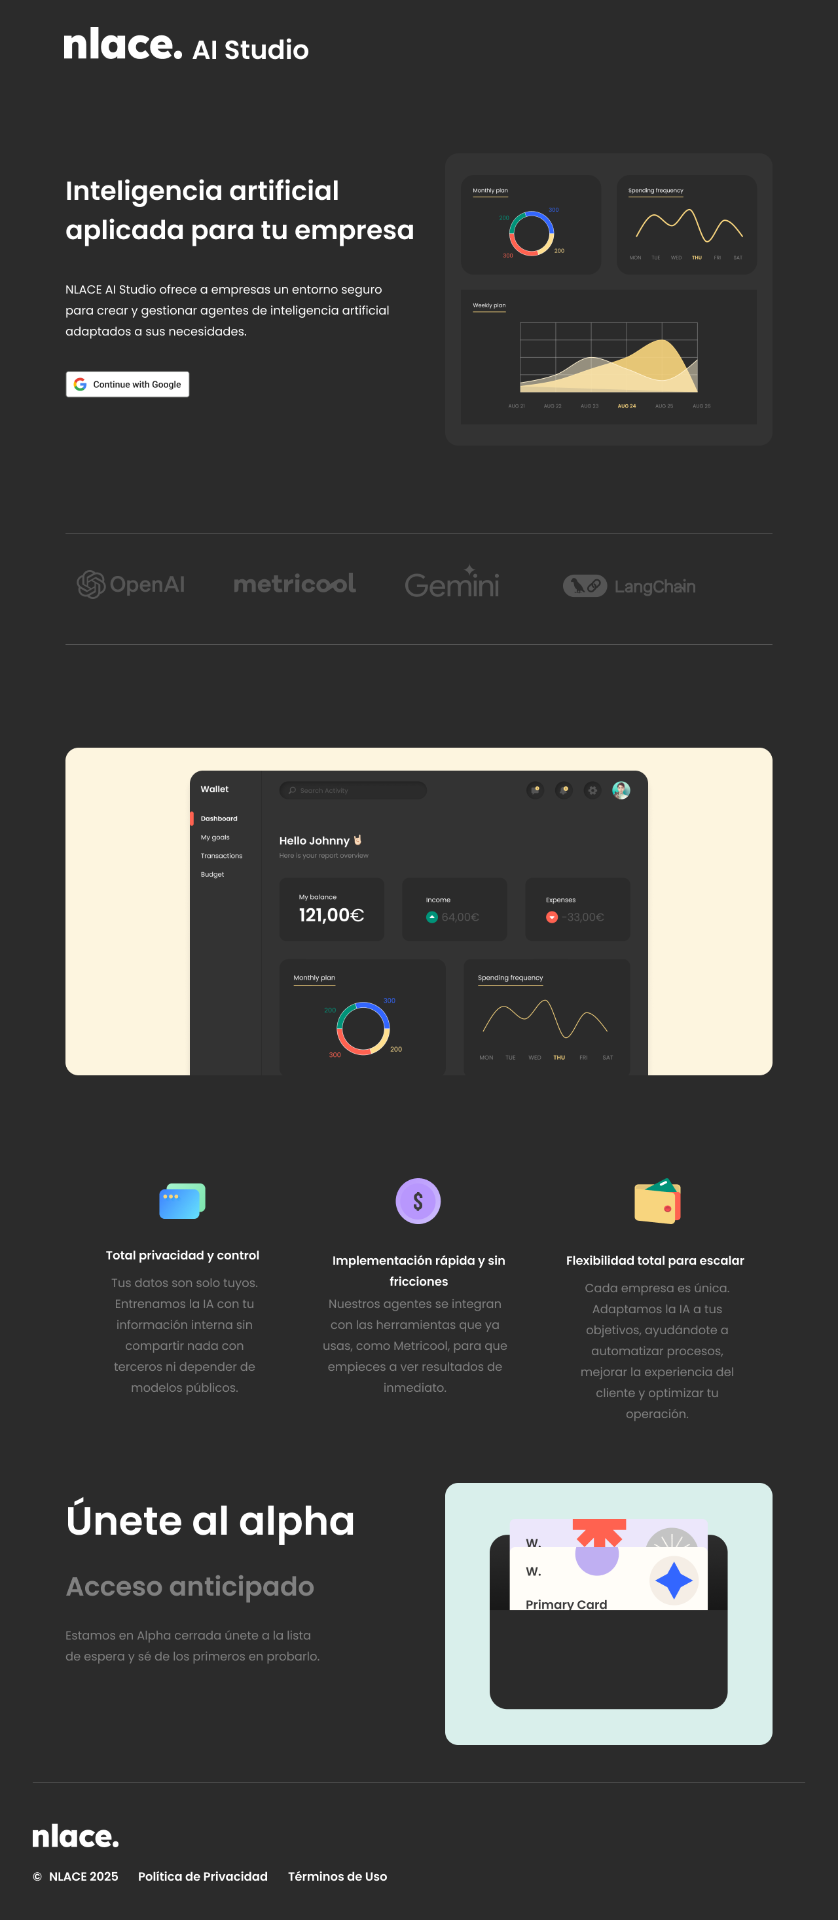 nlace. AI Studio
Inteligencia artificial
aplicada para tu empresa
NLACE AI Studio ofrece a empresas un entorno seguro
para crear y gestionar agentes de inteligencia artificial
adaptados a sus necesidades.
Continue with Google
Monthly plan
200
300
300
200
Spending frequency
MON TUE WED THU FRI SAT
Weekly plan
AUG 21 AUG 22 AUG 23 AUG 24 AUG 25 AUG 26
OpenAI metricool Gemini LangChain
Wallet
Search Activity
Dashboard
My goals
Transactions
Budget
Hello Johnny
Here is your report overview
My balance
121,00€
Income
64,00€
Expenses
-33,00€
Monthly plan
300
200
200
300
Spending frequency
MON TUE WED THU FRI SAT
Total privacidad y control
Tus datos son solo tuyos.
Entrenamos la IA con tu
información interna sin
compartir nada con
terceros ni depender de
modelos públicos.
$
Implementación rápida y sin
fricciones
Nuestros agentes se integran
con las herramientas que ya
usas, como Metricool, para que
empieces a ver resultados de
inmediato.
Flexibilidad total para escalar
Cada empresa es única.
Adaptamos la IA a tus
objetivos, ayudándote a
automatizar procesos,
mejorar la experiencia del
cliente y optimizar tu
operación.
Únete al alpha
Acceso anticipado
Estamos en Alpha cerrada únete a la lista
de espera y sé de los primeros en probarlo.
W.
W.
Primary Card
nlace.
© NLACE 2025 Política de Privacidad Términos de Uso